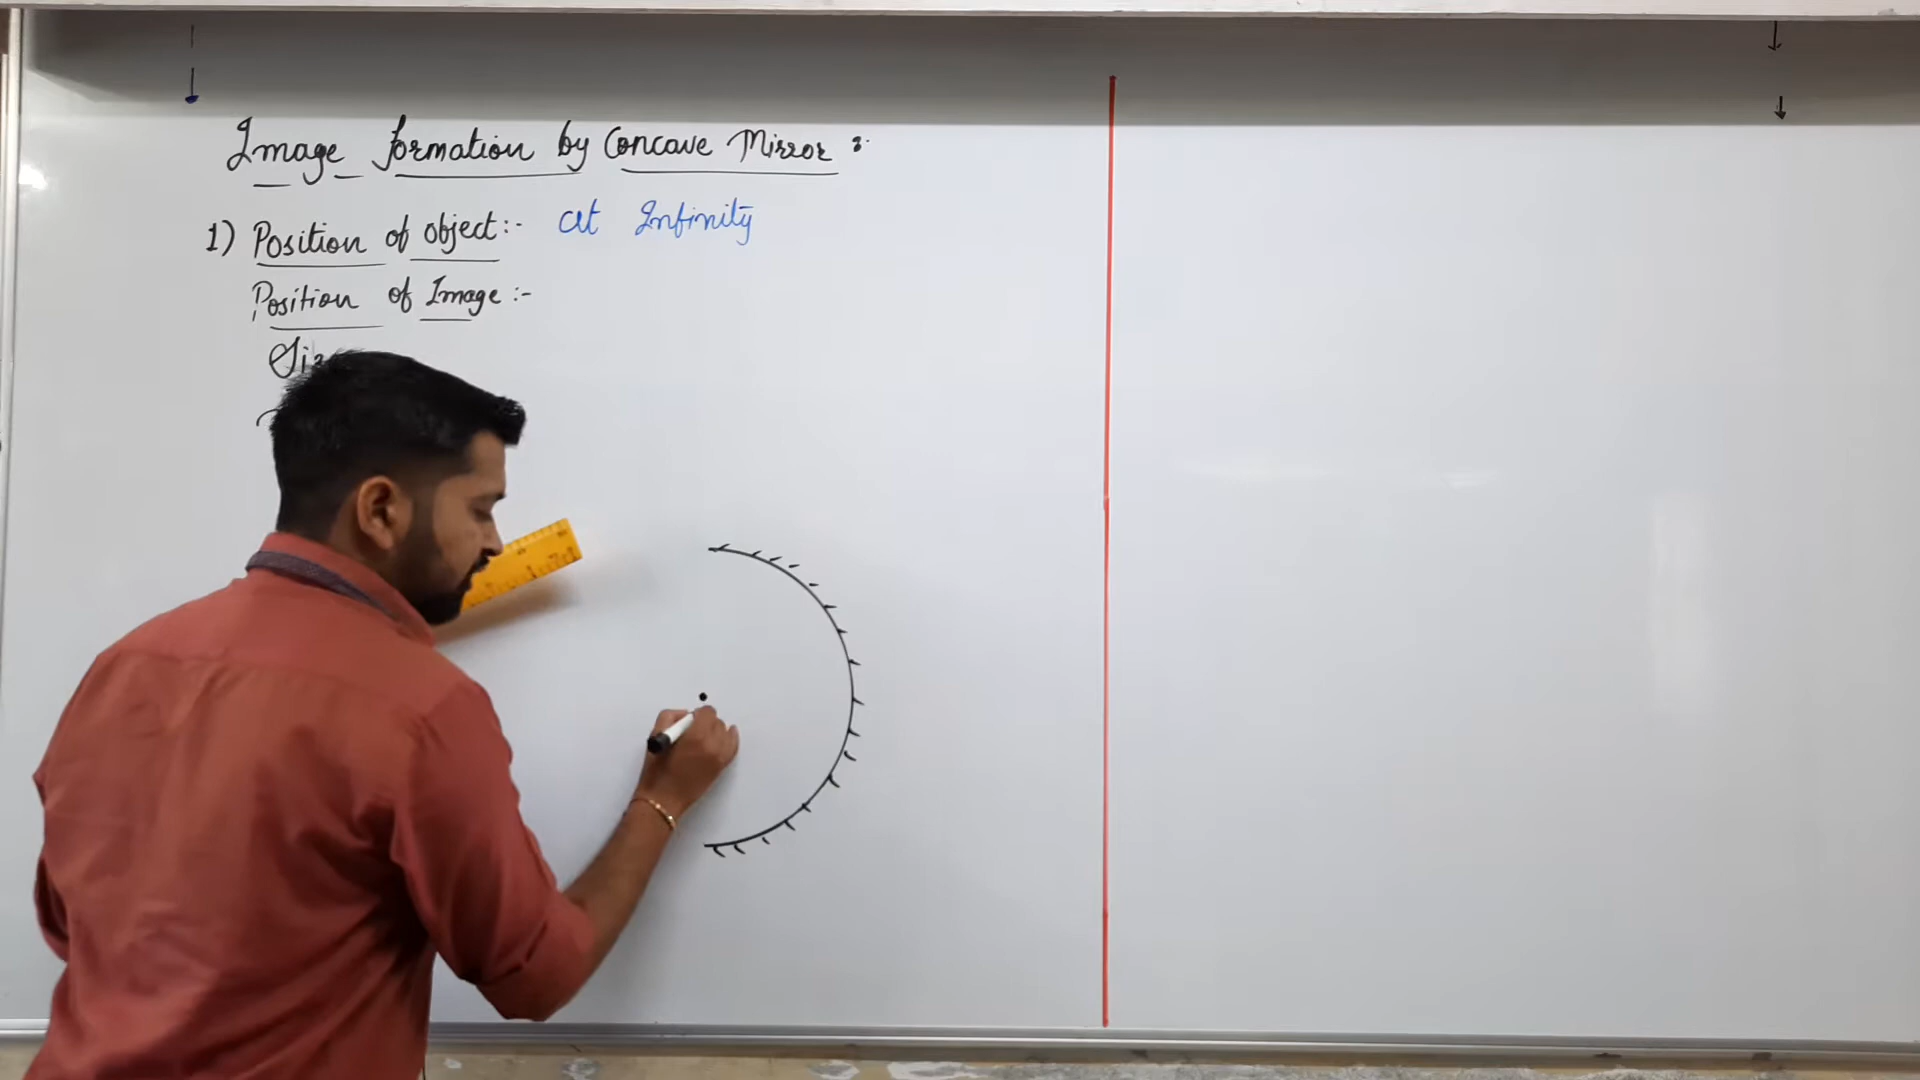 Image formation by Concave Mirror :
1) Position of object:- at Infinity
Position of Image :-